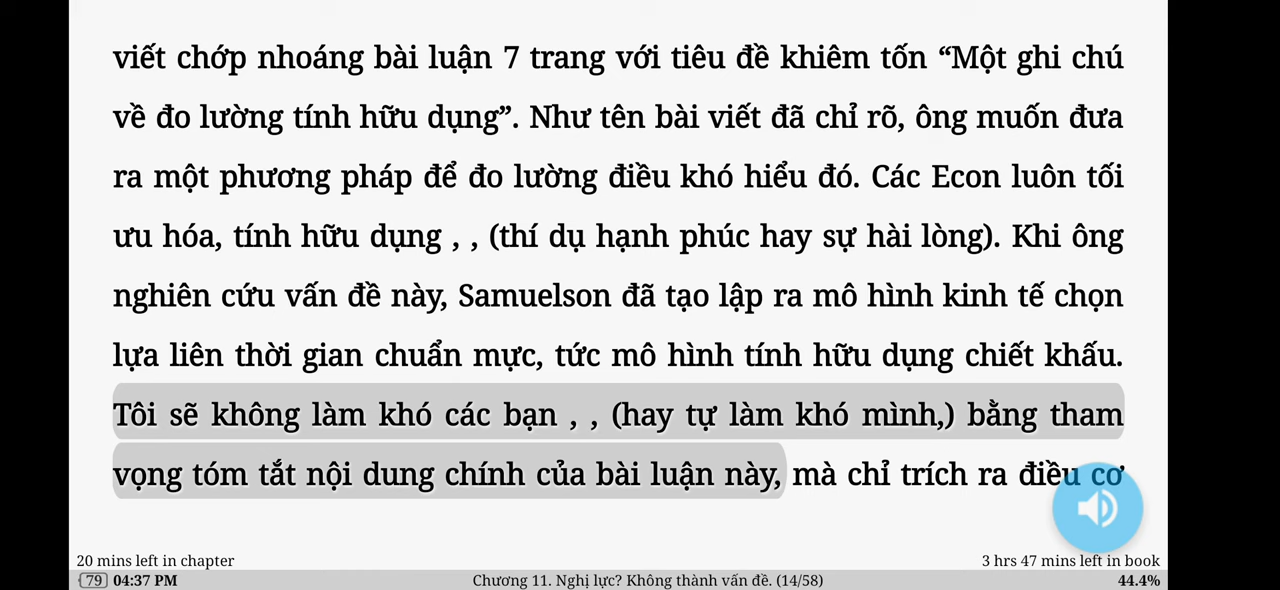 viết chớp nhoáng bài luận 7 trang với tiêu đề khiêm tốn “Một ghi chú
về đo lường tính hữu dụng”. Như tên bài viết đã chỉ rõ, ông muốn đưa
ra một phương pháp để đo lường điều khó hiểu đó. Các Econ luôn tối
ưu hóa, tính hữu dụng , , (thí dụ hạnh phúc hay sự hài lòng). Khi ông
nghiên cứu vấn đề này, Samuelson đã tạo lập ra mô hình kinh tế chọn
lựa liên thời gian chuẩn mực, tức mô hình tính hữu dụng chiết khấu.
Tôi sẽ không làm khó các bạn , , (hay tự làm khó mình,) bằng tham
vọng tóm tắt nội dung chính của bài luận này, mà chỉ trích ra điều cơ
20 mins left in chapter 3 hrs 47 mins left in book
79 04:37 PM Chương 11. Nghị lực? Không thành vấn đề. (14/58) 44.4%